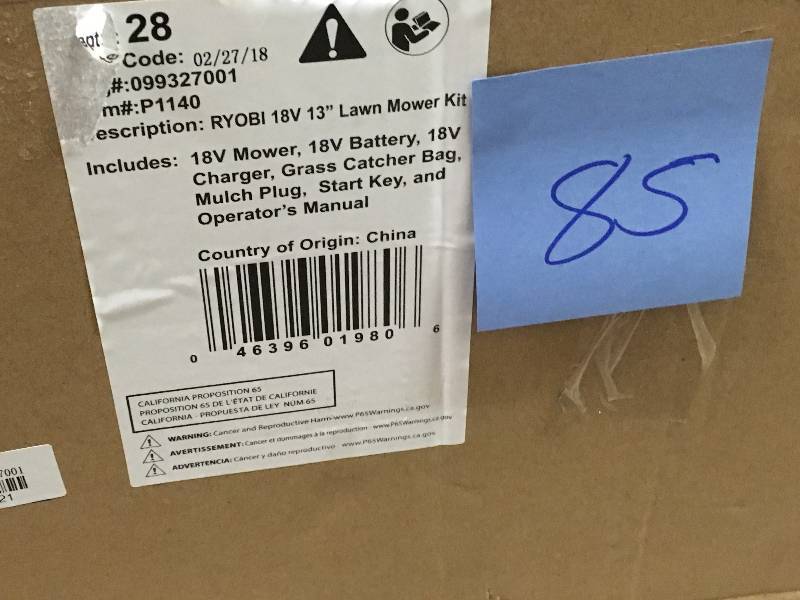 28
Code: 02/27/18
#:099327001
m#:P1140
escription: RYOBI 18V 13” Lawn Mower Kit
Includes: 18V Mower, 18V Battery, 18V
Charger, Grass Catcher Bag,
Mulch Plug, Start Key, and
Operator's Manual
Country of Origin: China
0 46396 01980 6
CALIFORNIA PROPOSITION 65
PROPOSITION 65 DE L'ÉTAT DE CALIFORNIE
CALIFORNIA - PROPUESTA DE LEY NÚM 65
WARNING: Cancer and Reproductive Harm-www.P65Warnings.ca.gov
AVERTISSEMENT: Cancer et dommages à la reproduction - www.P65Warnings.ca.gov
ADVERTENCIA: Cáncer y daño reproductivo - www.P65Warnings.ca.gov
85
7001
21